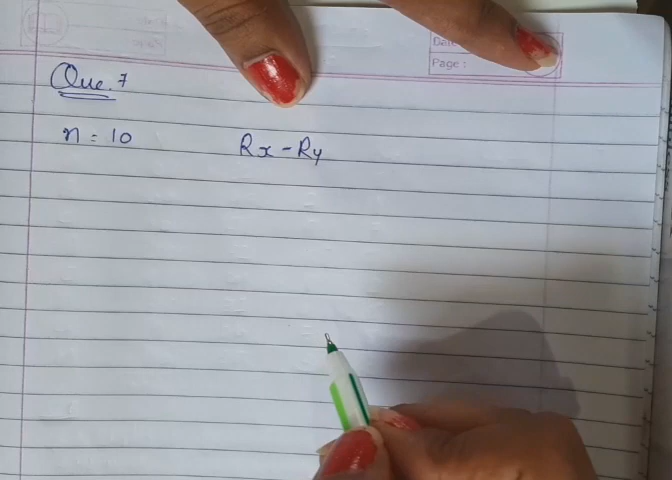 Date
Page :
Que. 7
n = 10
Rx - Ry